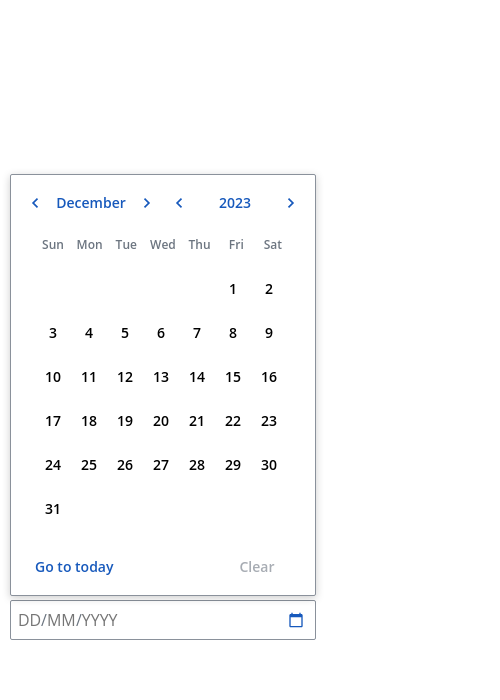 December 2023
Sun Mon Tue Wed Thu Fri Sat
1 2
3 4 5 6 7 8 9
10 11 12 13 14 15 16
17 18 19 20 21 22 23
24 25 26 27 28 29 30
31
Go to today Clear
DD/MM/YYYY